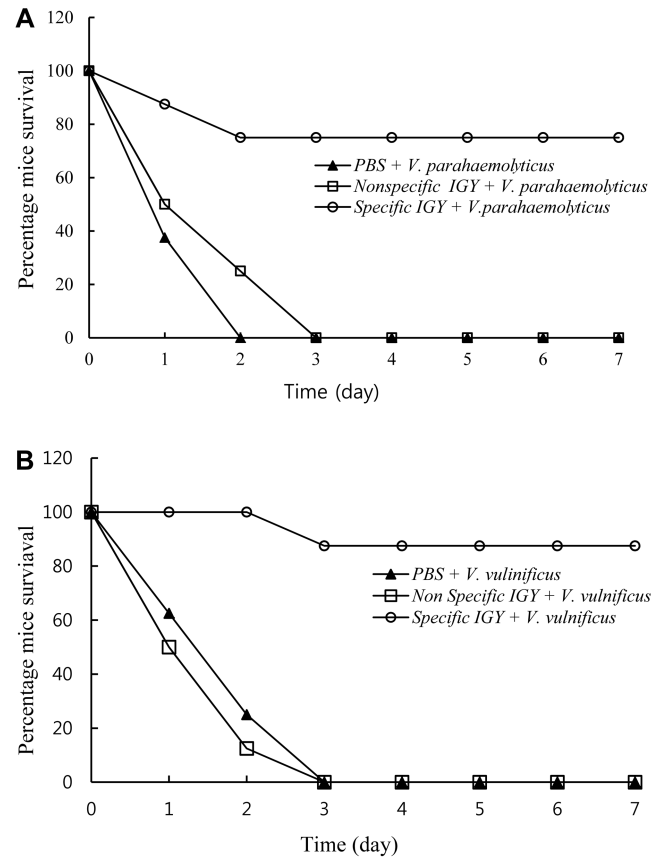 A
120
100
80
60
40
20
0
Percentage mice survival
PBS + V. parahaemolyticus
Nonspecific IGY + V. parahaemolyticus
Specific IGY + V.parahaemolyticus
0 1 2 3 4 5 6 7
Time (day)
B
120
100
80
60
40
20
0
Percentage mice surviaval
PBS + V. vulinificus
Non Specific IGY + V. vulnificus
Specific IGY + V. vulnificus
0 1 2 3 4 5 6 7
Time (day)